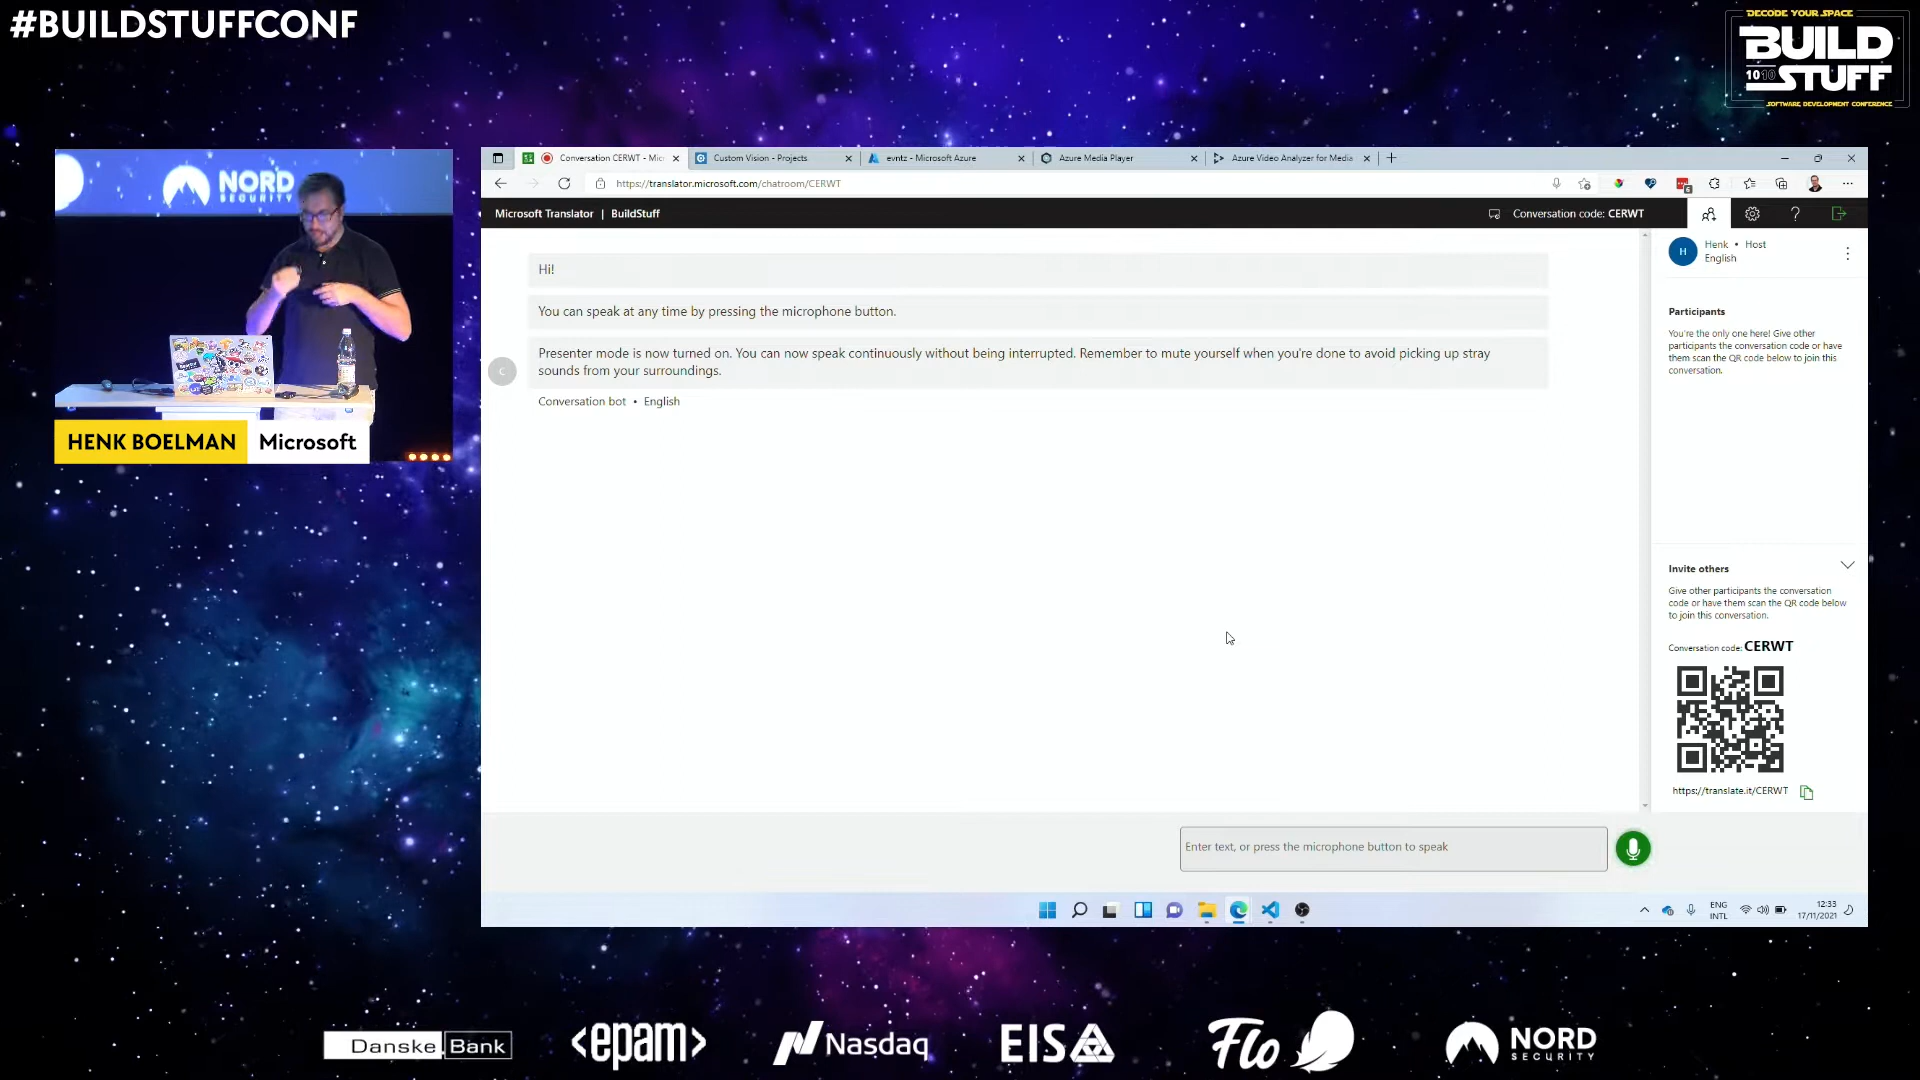 #BUILDSTUFFCONF
DECODE YOUR SPACE
BUILD
1010 STUFF
SOFTWARE DEVELOPMENT CONFERENCE
NORD
SECURITY
HENK BOELMAN Microsoft
Conversation CERWT - Mic
Custom Vision - Projects
evntz - Microsoft Azure
Azure Media Player
Azure Video Analyzer for Media
https://translator.microsoft.com/chatroom/CERWT
Microsoft Translator | BuildStuff
Conversation code: CERWT
Hi!
You can speak at any time by pressing the microphone button.
Presenter mode is now turned on. You can now speak continuously without being interrupted. Remember to mute yourself when you're done to avoid picking up stray
sounds from your surroundings.
C
Conversation bot • English
H
Henk • Host
English
Participants
You're the only one here! Give other
participants the conversation code or have
them scan the QR code below to join this
conversation.
Invite others
Give other participants the conversation
code or have them scan the QR code below
to join this conversation.
Conversation code: CERWT
https://translate.it/CERWT
Enter text, or press the microphone button to speak
ENG
INTL
12:33
17/11/2021
Danske Bank
<epam>
Nasdaq
EIS
Flo
NORD
SECURITY